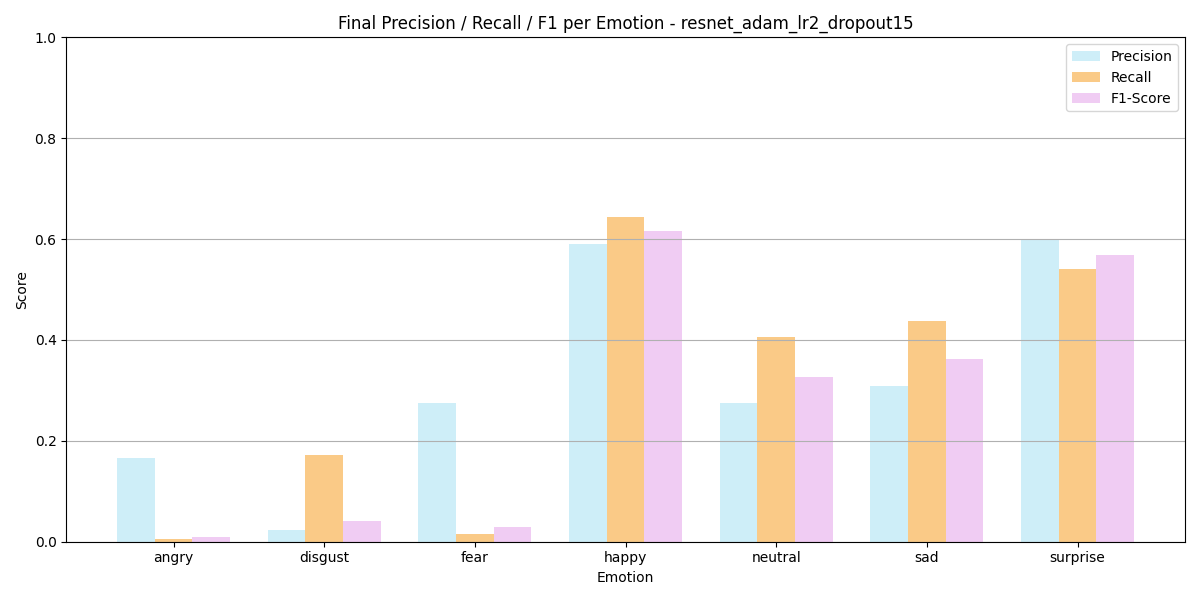 Final Precision / Recall / F1 per Emotion - resnet_adam_lr2_dropout15
1.0
Precision
Recall
F1-Score
0.8
0.6
0.4
0.2
0.0
Score
angry disgust fear happy neutral sad surprise
Emotion